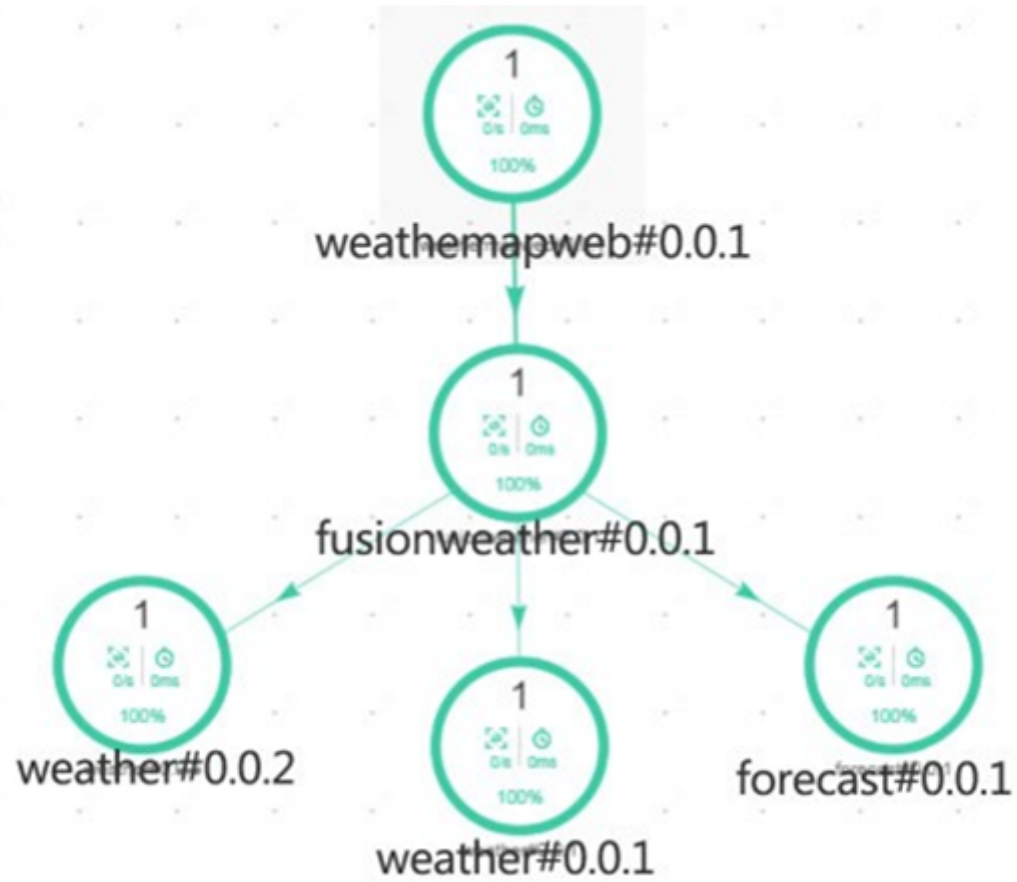 1
0/s 0ms
100%
weathemapweb#0.0.1
1
0/s 0ms
100%
fusionweather#0.0.1
1
0/s 0ms
100%
weather#0.0.2
1
0/s 0ms
100%
weather#0.0.1
1
0/s 0ms
100%
forecast#0.0.1